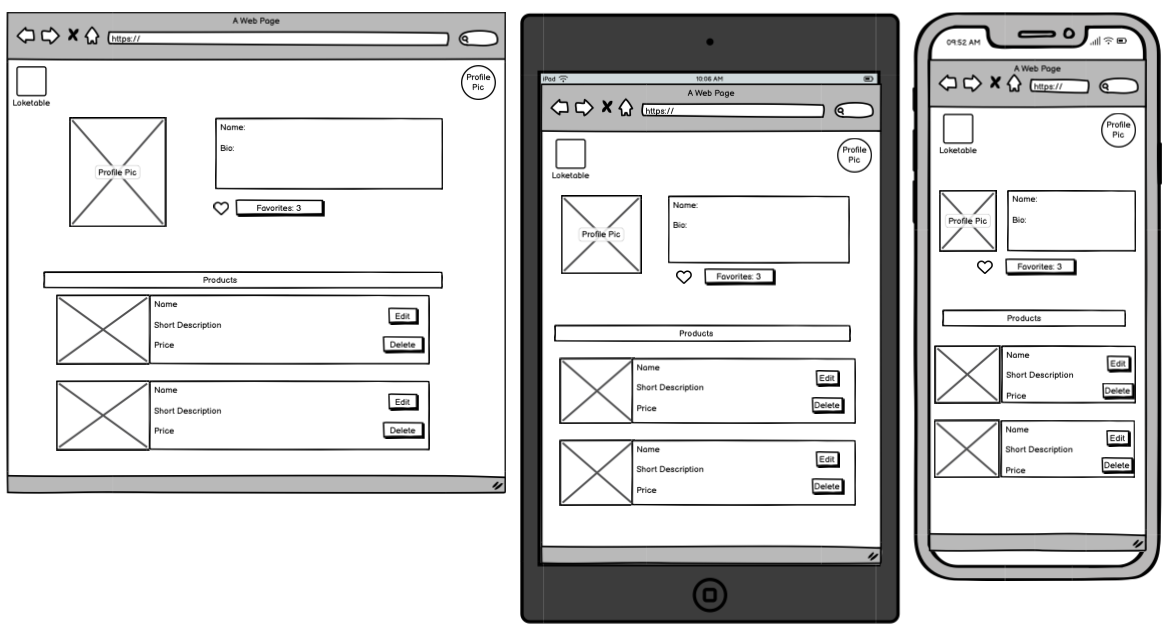 A Web Page
https://
Loketable
Profile
Pic
Name:
Bio:
Profile Pic
Favorites: 3
Products
Name
Short Description
Price
Edit
Delete
Name
Short Description
Price
Edit
Delete
iPad
10:06 AM
A Web Page
https://
Loketable
Profile
Pic
Name:
Bio:
Profile Pic
Favorites: 3
Products
Name
Short Description
Price
Edit
Delete
Name
Short Description
Price
Edit
Delete
09:52 AM
A Web Page
https://
Loketable
Profile
Pic
Name:
Bio:
Profile Pic
Favorites: 3
Products
Name
Short Description
Price
Edit
Delete
Name
Short Description
Price
Edit
Delete